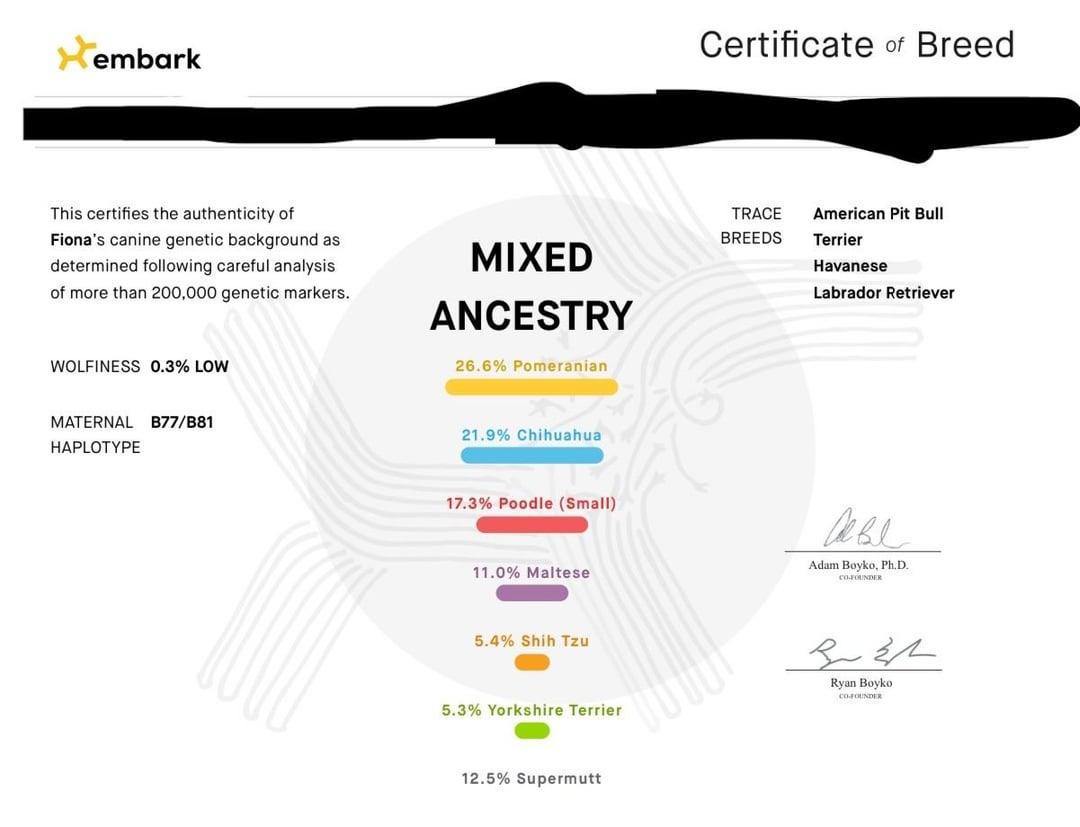 embark
Certificate of Breed
This certifies the authenticity of
Fiona's canine genetic background as
determined following careful analysis
of more than 200,000 genetic markers.
WOLFINESS 0.3% LOW
MATERNAL B77/B81
HAPLOTYPE
MIXED
ANCESTRY
26.6% Pomeranian
21.9% Chihuahua
17.3% Poodle (Small)
11.0% Maltese
5.4% Shih Tzu
5.3% Yorkshire Terrier
12.5% Supermutt
TRACE American Pit Bull
BREEDS Terrier
Havanese
Labrador Retriever
Adam Boyko, Ph.D.
CO-FOUNDER
Ryan Boyko
CO-FOUNDER